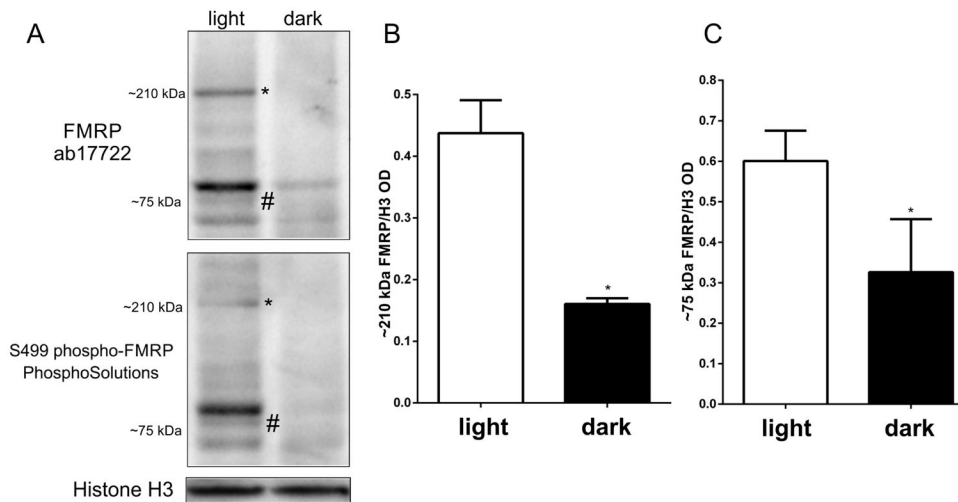 A
light dark
~210 kDa
*
FMRP
ab17722
~75 kDa
#
~210 kDa
*
S499 phospho-FMRP
PhosphoSolutions
~75 kDa
#
Histone H3
B
~210 kDa FMRP/H3 OD
0.5
0.4
0.3
0.2
0.1
0.0
*
light dark
C
~75 kDa FMRP/H3 OD
0.8
0.7
0.6
0.5
0.4
0.3
0.2
0.1
0.0
*
light dark